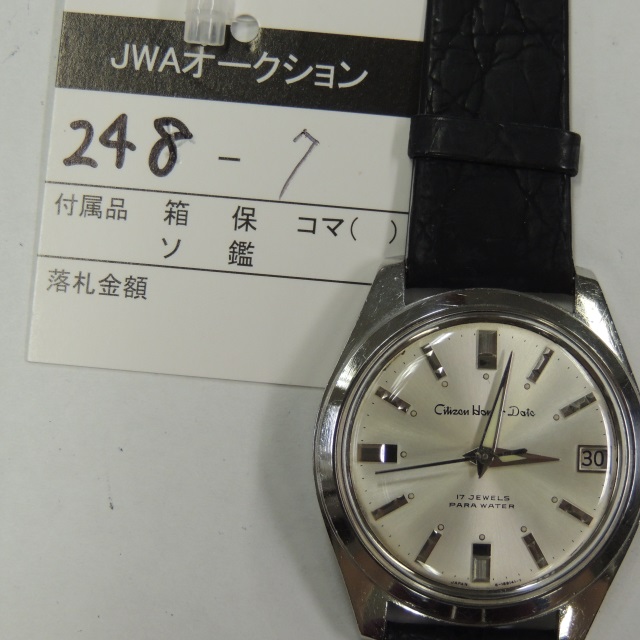 JWAオークション
248-7
付属品 箱 保 コマ( )
ソ 鑑
落札金額
Citizen Homer-Date
30
17 JEWELS
PARA WATER